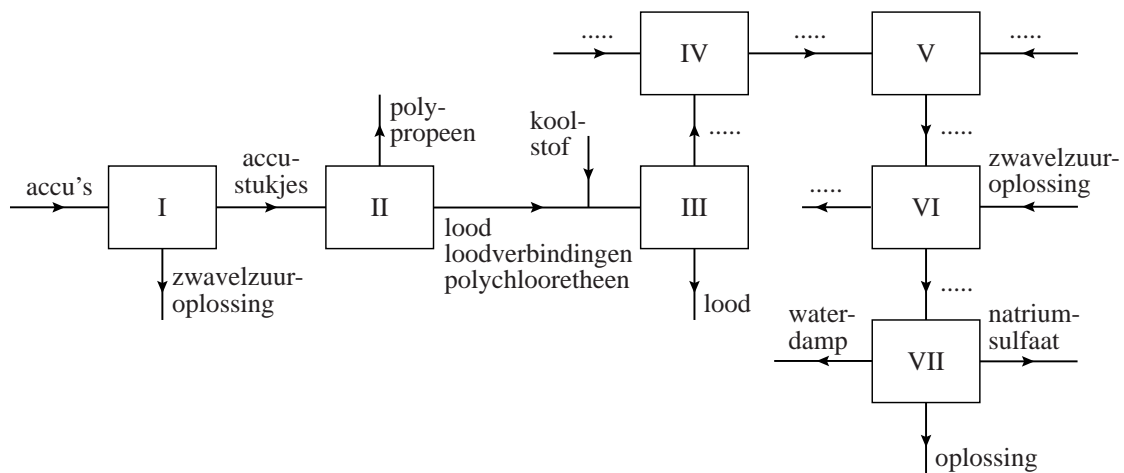 .....
IV
.....
V
.....
poly-
propeen
kool-
stof
.....
.....
accu's
I
accu-
stukjes
II
lood
loodverbindingen
polychlooretheen
III
.....
VI
zwavelzuur-
oplossing
zwavelzuur-
oplossing
lood
.....
water-
damp
VII
natrium-
sulfaat
oplossing